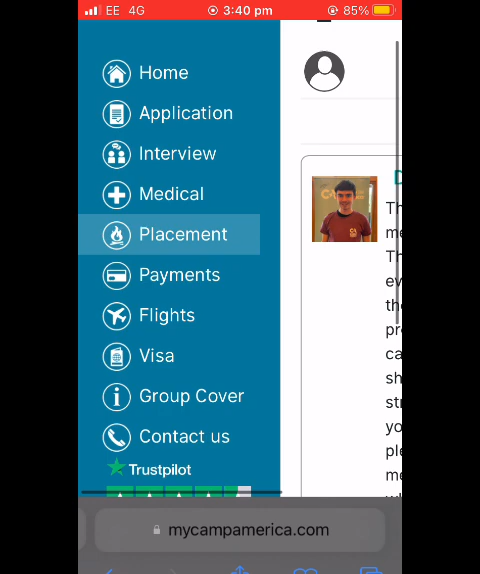 EE 4G 3:40 pm 85%
Home
Application
Interview
Medical
Placement
Payments
Flights
Visa
Group Cover
Contact us
Trustpilot
mycampamerica.com